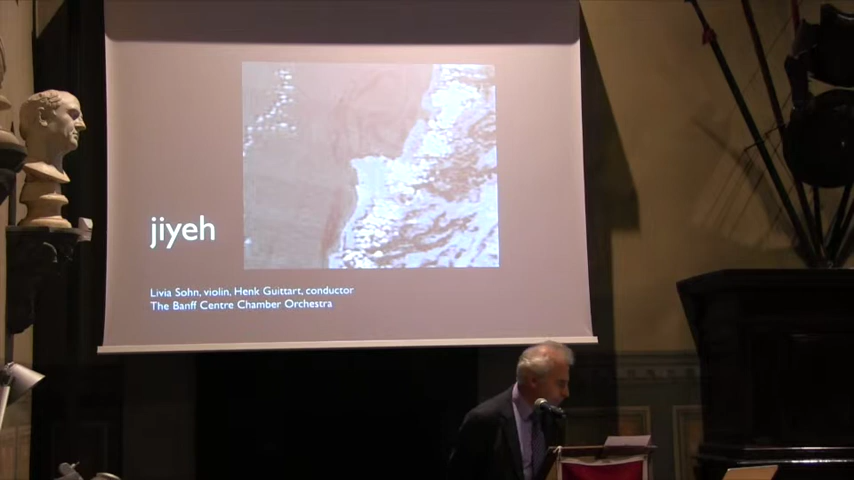 jiyeh
Livia Sohn, violin, Henk Guittart, conductor
The Banff Centre Chamber Orchestra